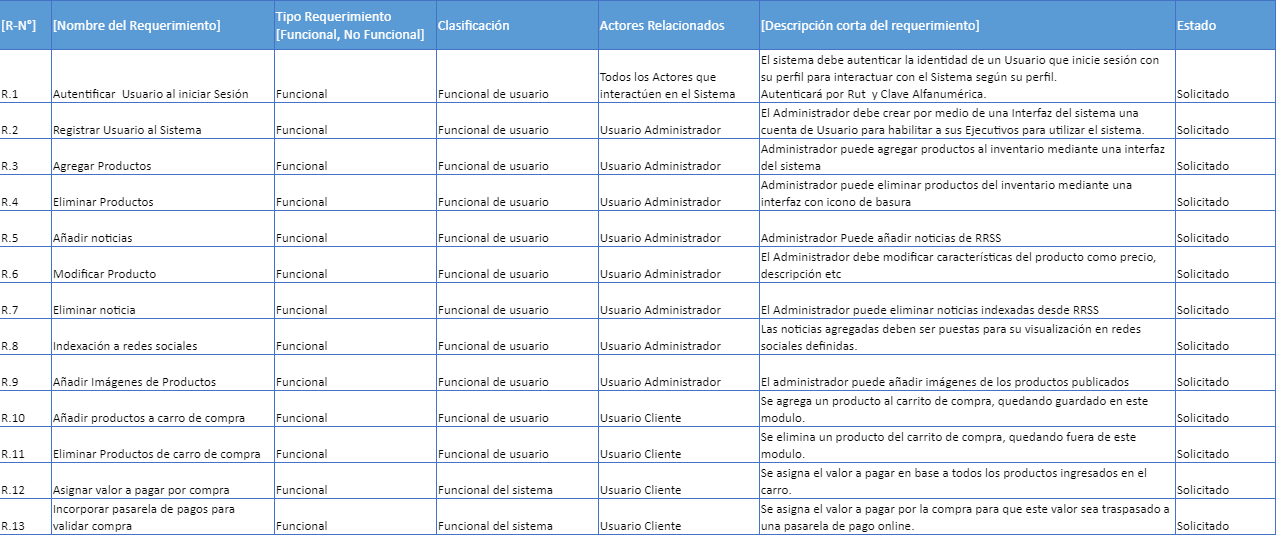 [R-N°] [Nombre del Requerimiento] Tipo Requerimiento [Funcional, No Funcional] Clasificación Actores Relacionados [Descripción corta del requerimiento] Estado
R.1 Autentificar Usuario al iniciar Sesión Funcional Funcional de usuario Todos los Actores que interactúen en el Sistema El sistema debe autenticar la identidad de un Usuario que inicie sesión con su perfil para interactuar con el Sistema según su perfil. Autenticará por Rut y Clave Alfanumérica. Solicitado
R.2 Registrar Usuario al Sistema Funcional Funcional de usuario Usuario Administrador El Administrador debe crear por medio de una Interfaz del sistema una cuenta de Usuario para habilitar a sus Ejecutivos para utilizar el sistema. Solicitado
R.3 Agregar Productos Funcional Funcional de usuario Usuario Administrador Administrador puede agregar productos al inventario mediante una interfaz del sistema Solicitado
R.4 Eliminar Productos Funcional Funcional de usuario Usuario Administrador Administrador puede eliminar productos del inventario mediante una interfaz con icono de basura Solicitado
R.5 Añadir noticias Funcional Funcional de usuario Usuario Administrador Administrador Puede añadir noticias de RRSS Solicitado
R.6 Modificar Producto Funcional Funcional de usuario Usuario Administrador El Administrador debe modificar características del producto como precio, descripción etc Solicitado
R.7 Eliminar noticia Funcional Funcional de usuario Usuario Administrador El Administrador puede eliminar noticias indexadas desde RRSS Solicitado
R.8 Indexación a redes sociales Funcional Funcional de usuario Usuario Administrador Las noticias agregadas deben ser puestas para su visualización en redes sociales definidas. Solicitado
R.9 Añadir Imágenes de Productos Funcional Funcional de usuario Usuario Administrador El administrador puede añadir imágenes de los productos publicados Solicitado
R.10 Añadir productos a carro de compra Funcional Funcional de usuario Usuario Cliente Se agrega un producto al carrito de compra, quedando guardado en este modulo. Solicitado
R.11 Eliminar Productos de carro de compra Funcional Funcional de usuario Usuario Cliente Se elimina un producto del carrito de compra, quedando fuera de este modulo. Solicitado
R.12 Asignar valor a pagar por compra Funcional Funcional del sistema Usuario Cliente Se asigna el valor a pagar en base a todos los productos ingresados en el carro. Solicitado
R.13 Incorporar pasarela de pagos para validar compra Funcional Funcional del sistema Usuario Cliente Se asigna el valor a pagar por la compra para que este valor sea traspasado a una pasarela de pago online. Solicitado